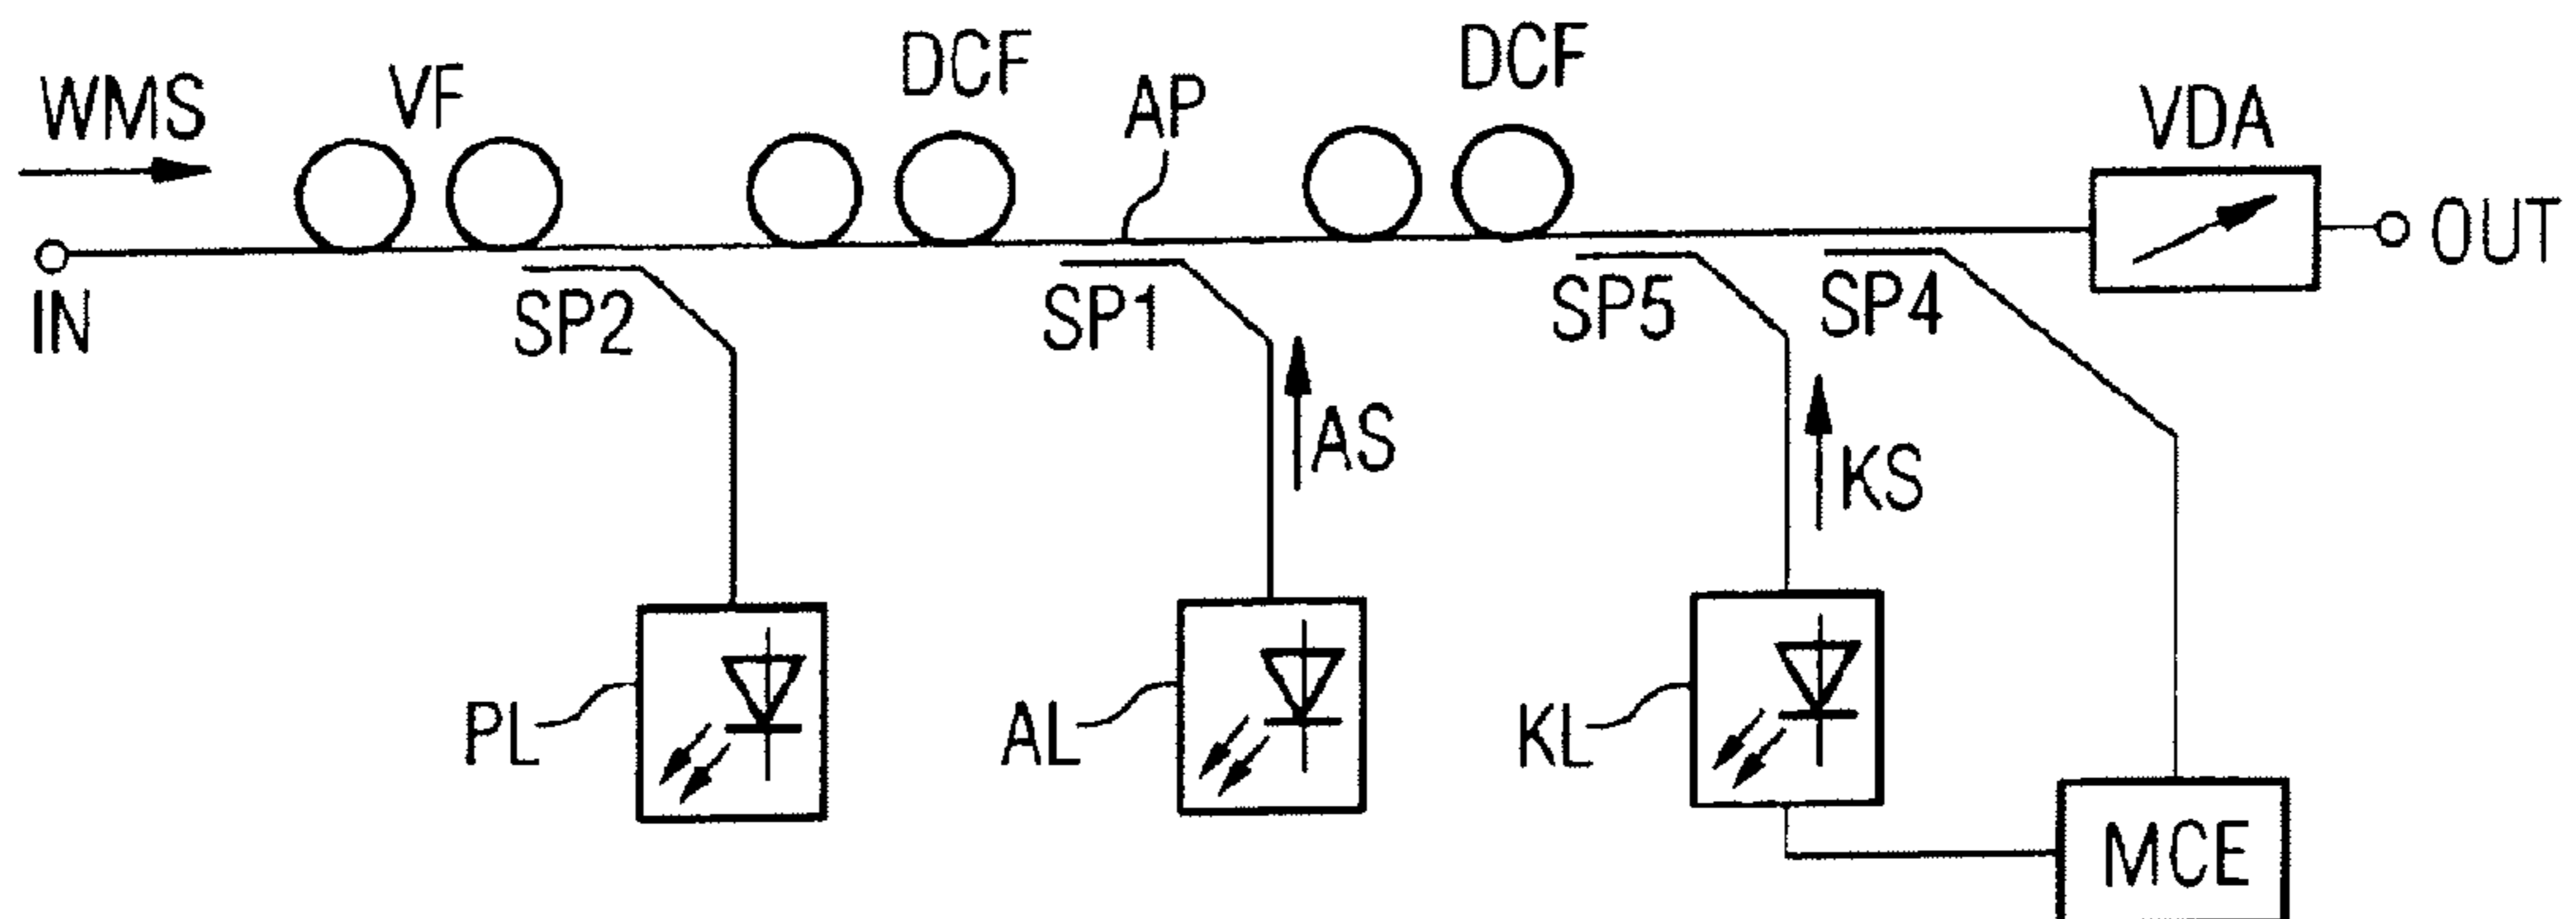 WMS
VF
DCF
AP
DCF
VDA
IN
SP2
SP1
SP5
SP4
OUT
AS
KS
PL
AL
KL
MCE